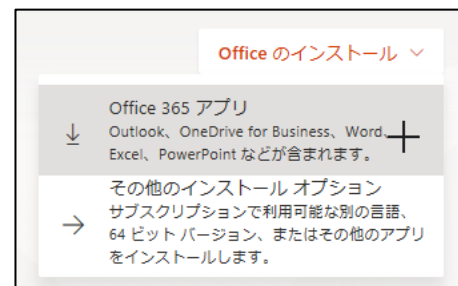 Office のインストール
Office 365 アプリ
Outlook、OneDrive for Business、Word、
Excel、PowerPoint などが含まれます。
その他のインストール オプション
サブスクリプションで利用可能な別の言語、
64 ビット バージョン、またはその他のアプリ
をインストールします。